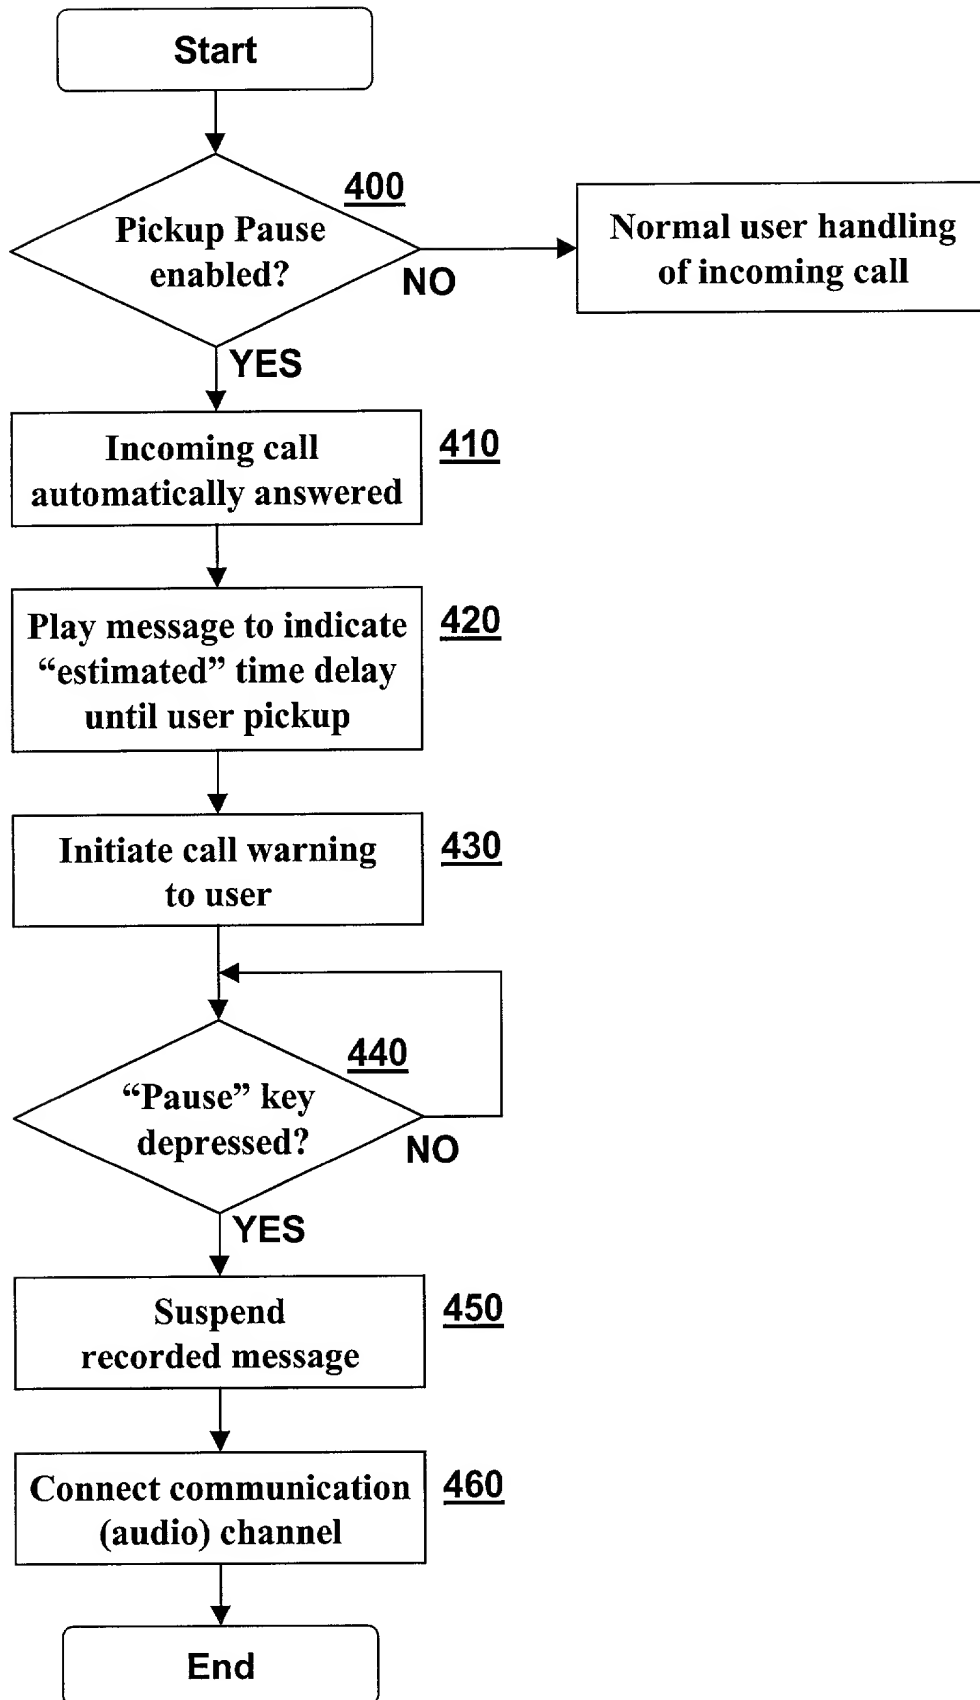 Start
400
Pickup Pause
enabled?
NO
Normal user handling
of incoming call
YES
Incoming call
automatically answered
410
Play message to indicate
“estimated” time delay
until user pickup
420
Initiate call warning
to user
430
440
“Pause” key
depressed?
NO
YES
Suspend
recorded message
450
Connect communication
(audio) channel
460
End